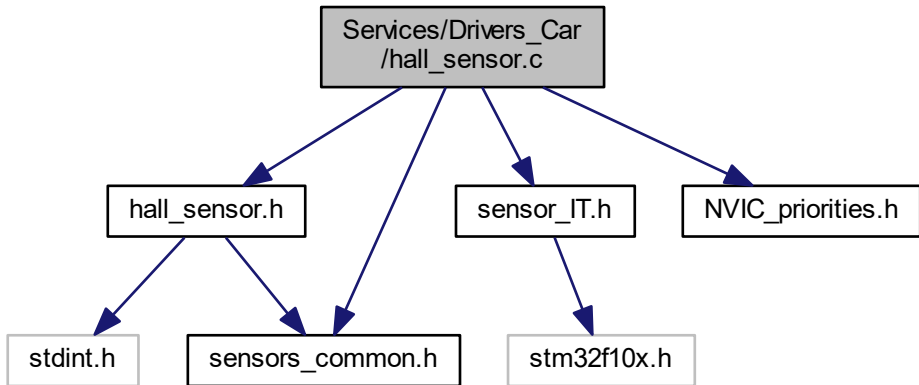 Services/Drivers_Car
/hall_sensor.c
hall_sensor.h
sensor_IT.h
NVIC_priorities.h
stdint.h
sensors_common.h
stm32f10x.h